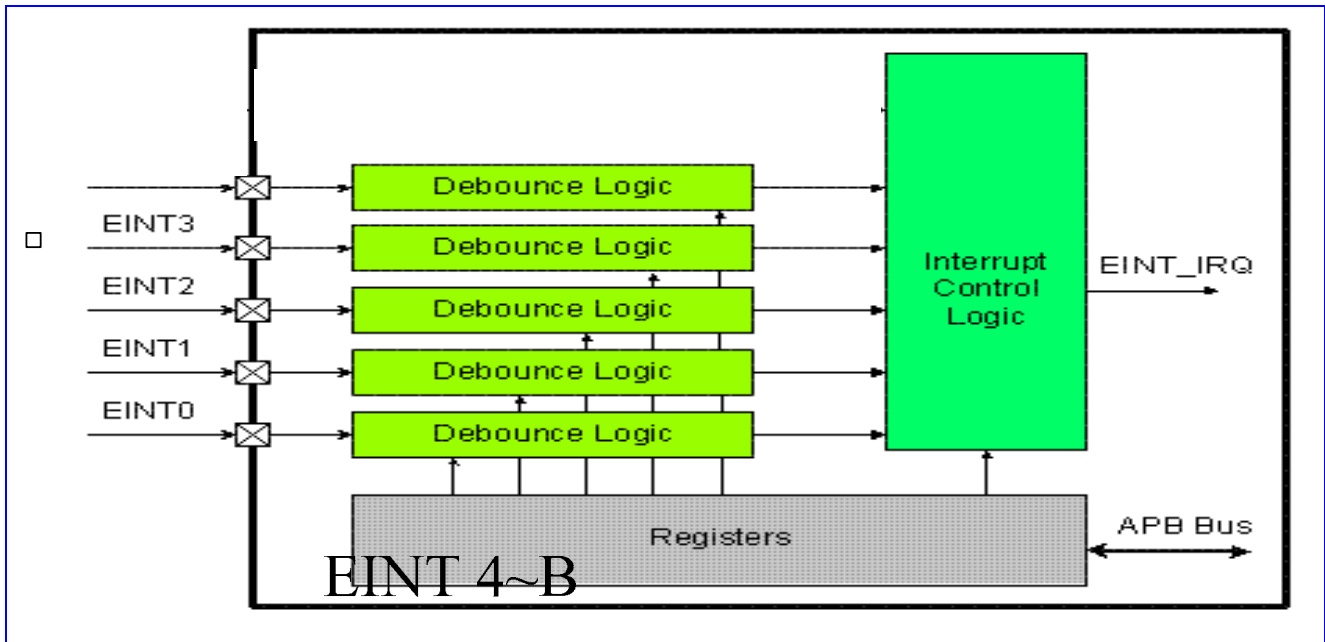 Debounce Logic
EINT3
Debounce Logic
EINT2
Debounce Logic
EINT1
Debounce Logic
EINT0
Debounce Logic
Interrupt
Control
Logic
EINT_IRQ
Registers
APB Bus
EINT 4~B